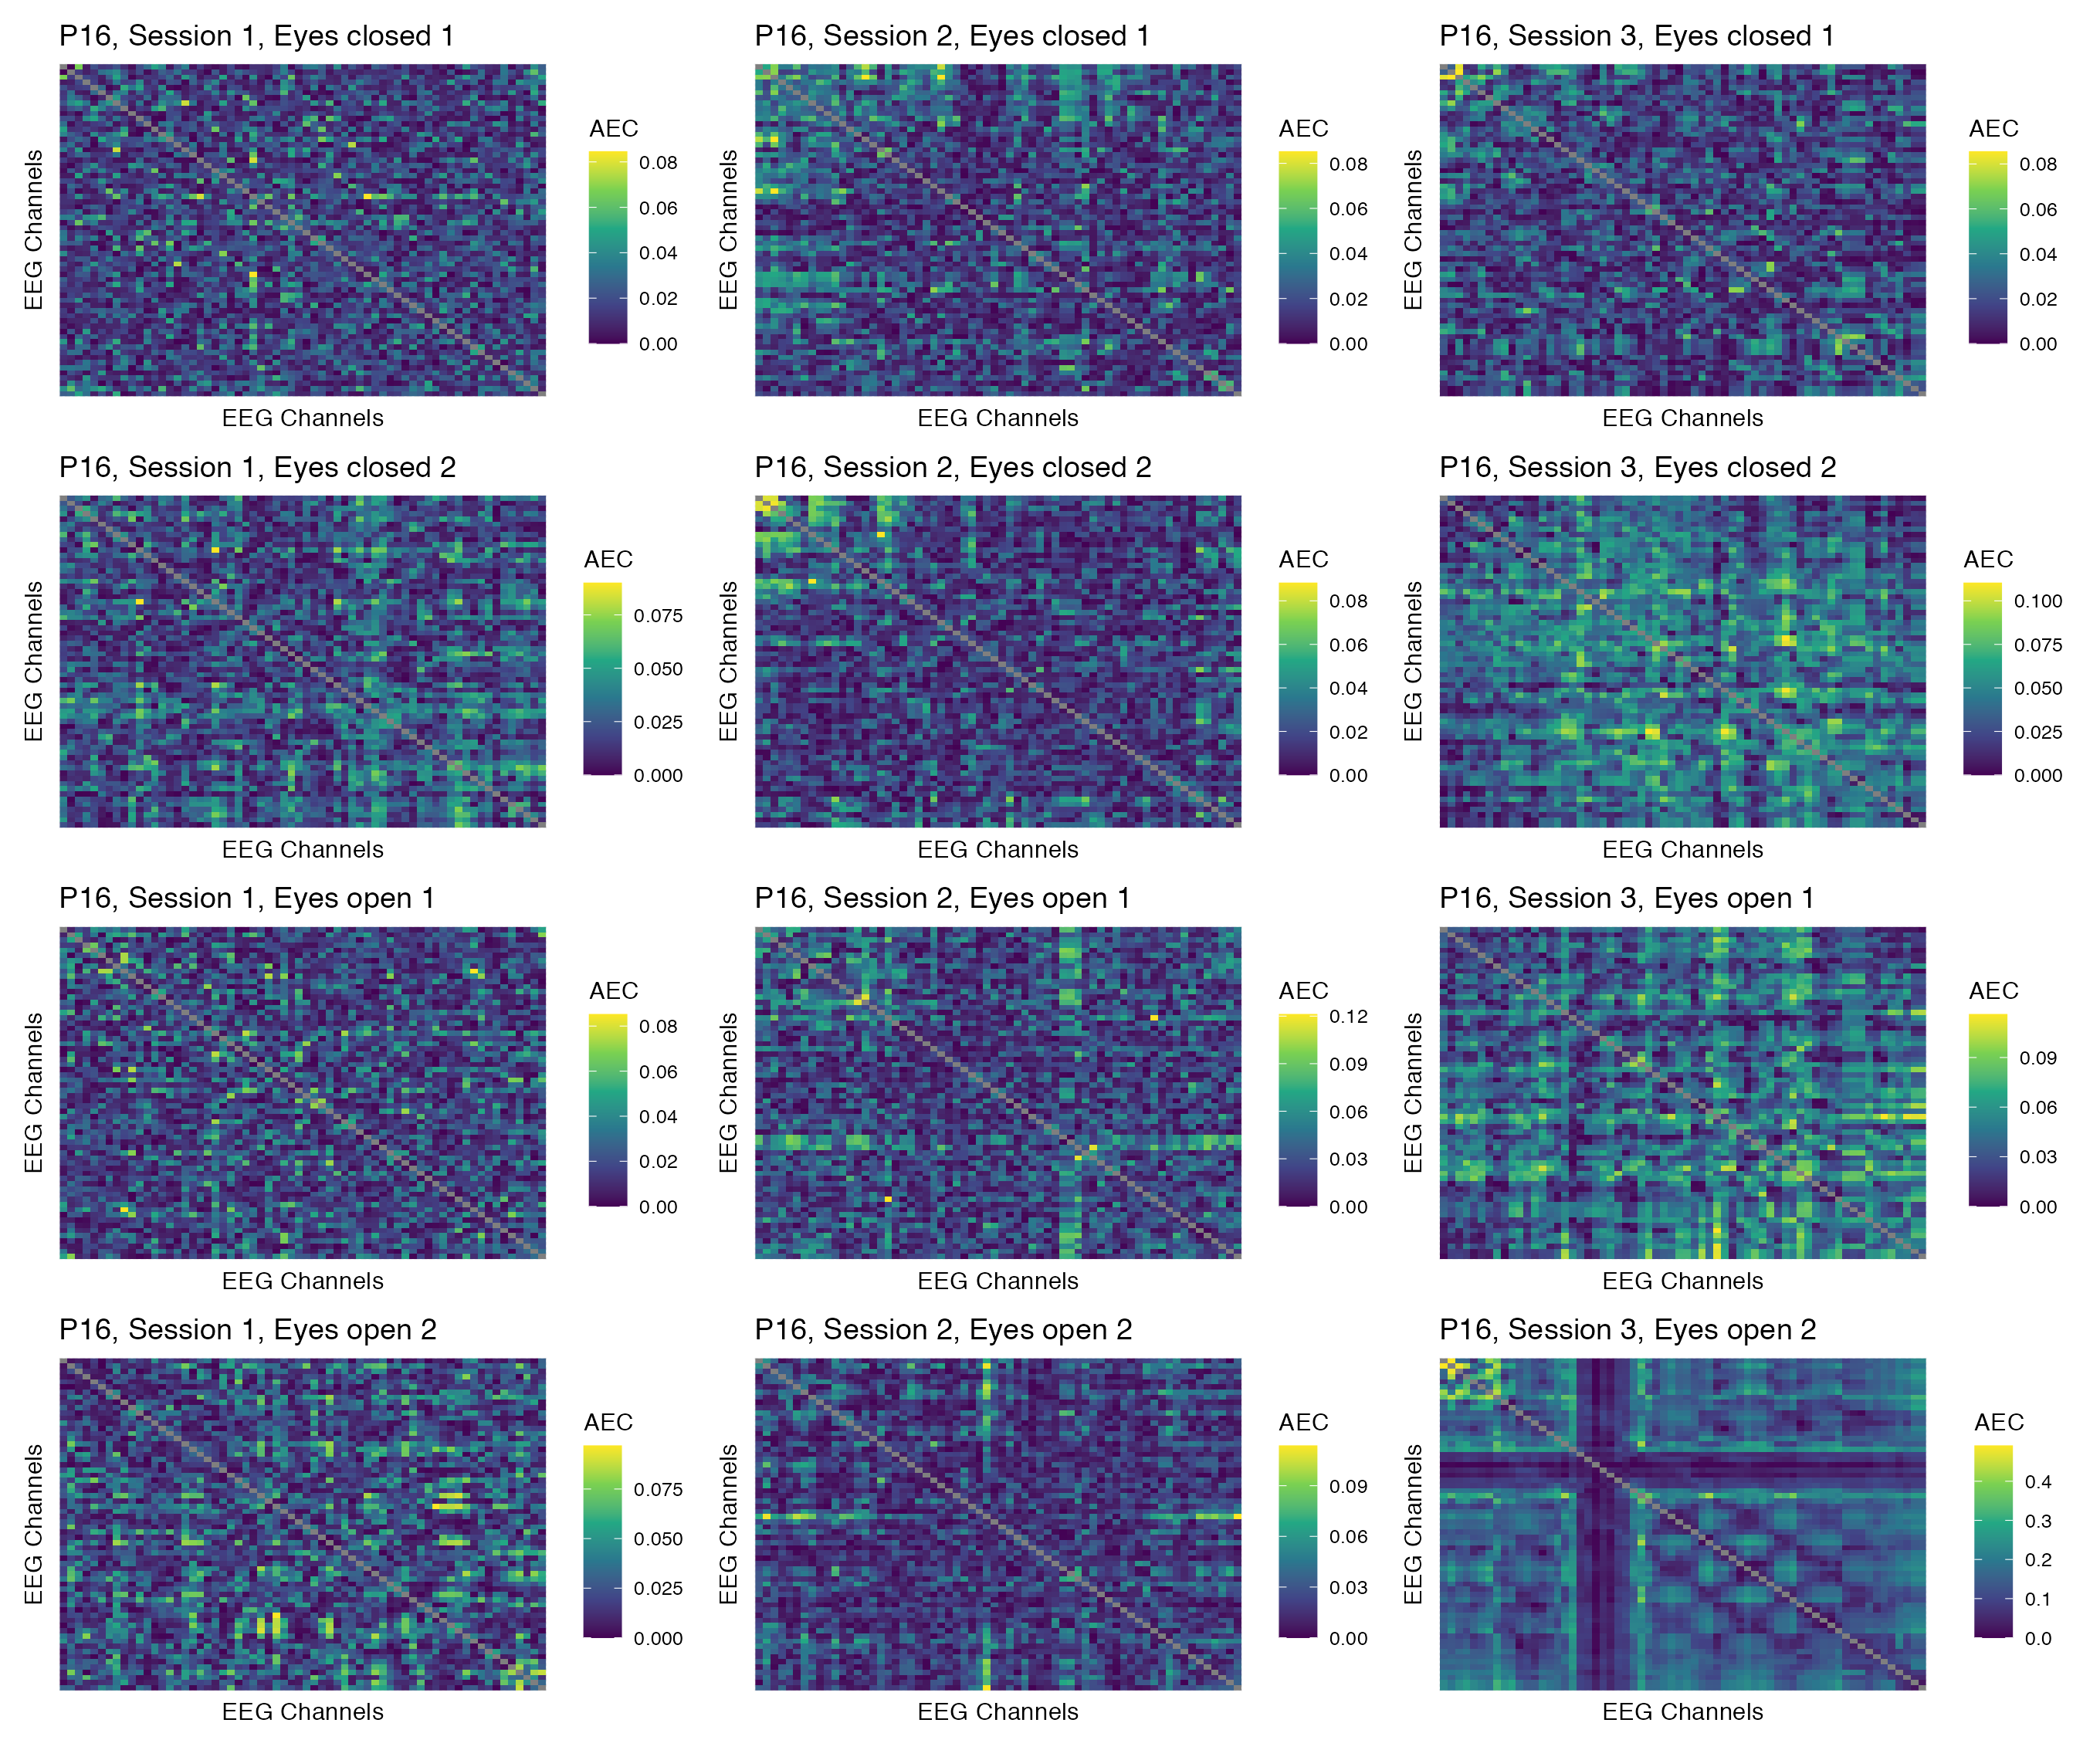 P16, Session 1, Eyes closed 1
EEG Channels
EEG Channels
AEC
0.08
0.06
0.04
0.02
0.00
P16, Session 2, Eyes closed 1
EEG Channels
EEG Channels
AEC
0.08
0.06
0.04
0.02
0.00
P16, Session 3, Eyes closed 1
EEG Channels
EEG Channels
AEC
0.08
0.06
0.04
0.02
0.00
P16, Session 1, Eyes closed 2
EEG Channels
EEG Channels
AEC
0.075
0.050
0.025
0.000
P16, Session 2, Eyes closed 2
EEG Channels
EEG Channels
AEC
0.08
0.06
0.04
0.02
0.00
P16, Session 3, Eyes closed 2
EEG Channels
EEG Channels
AEC
0.100
0.075
0.050
0.025
0.000
P16, Session 1, Eyes open 1
EEG Channels
EEG Channels
AEC
0.08
0.06
0.04
0.02
0.00
P16, Session 2, Eyes open 1
EEG Channels
EEG Channels
AEC
0.12
0.09
0.06
0.03
0.00
P16, Session 3, Eyes open 1
EEG Channels
EEG Channels
AEC
0.09
0.06
0.03
0.00
P16, Session 1, Eyes open 2
EEG Channels
EEG Channels
AEC
0.075
0.050
0.025
0.000
P16, Session 2, Eyes open 2
EEG Channels
EEG Channels
AEC
0.09
0.06
0.03
0.00
P16, Session 3, Eyes open 2
EEG Channels
EEG Channels
AEC
0.4
0.3
0.2
0.1
0.0